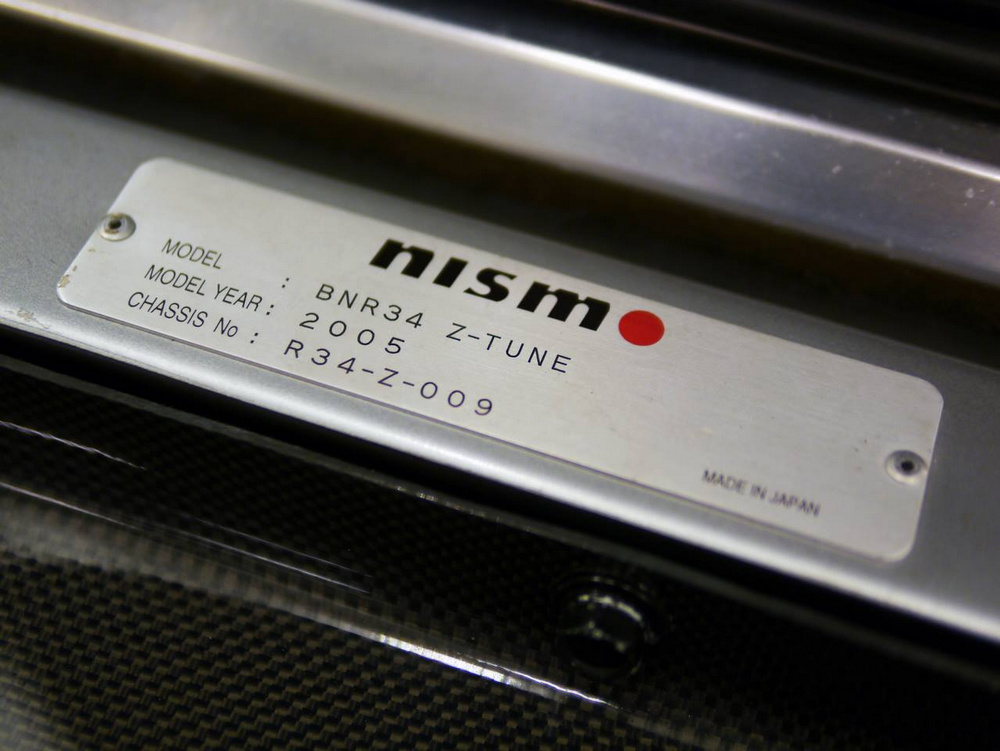 nismo
MODEL : BNR34 Z-TUNE
MODEL YEAR : 2005
CHASSIS No : R34-Z-009
MADE IN JAPAN